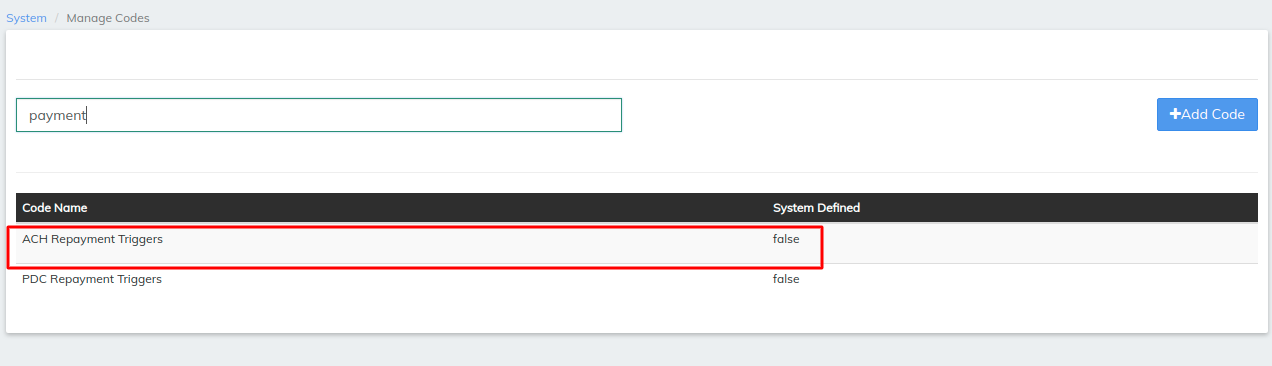 System / Manage Codes
payment
+Add Code
Code Name System Defined
ACH Repayment Triggers false
PDC Repayment Triggers false